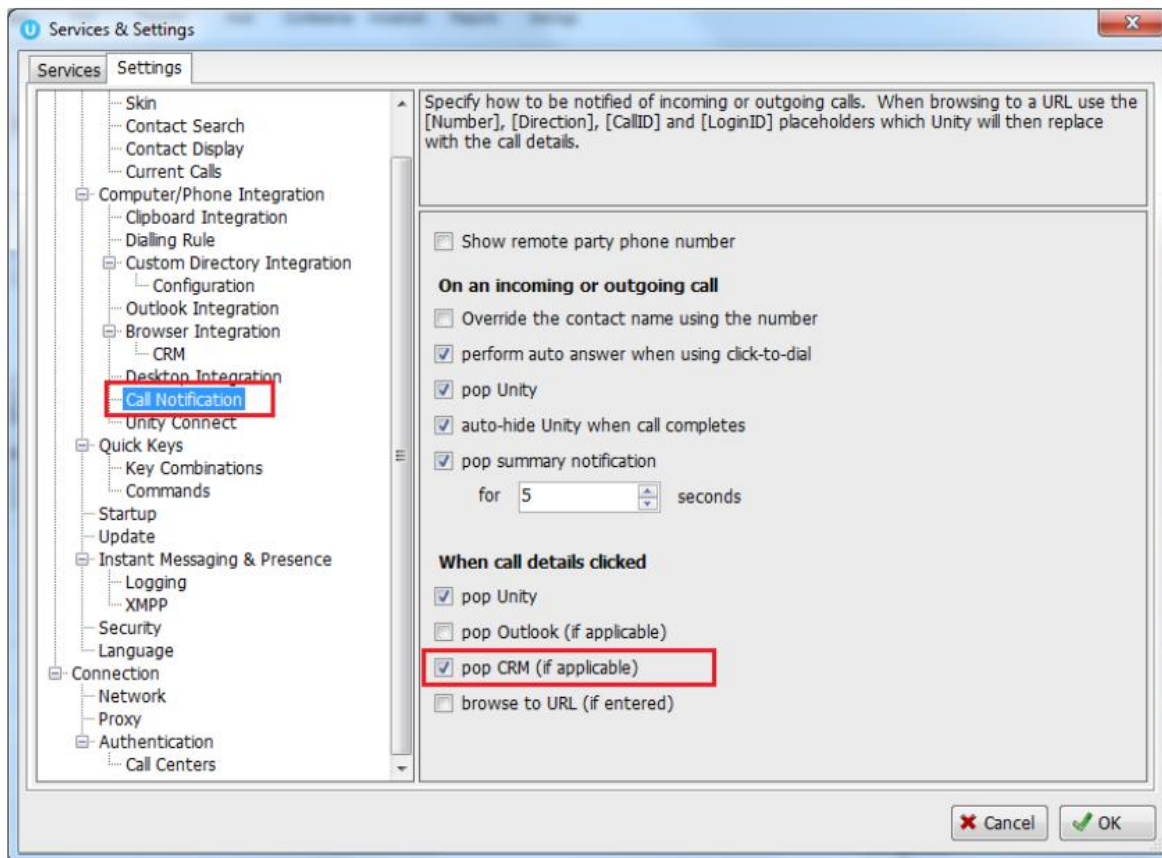 Services & Settings
Services
Settings
Skin
Contact Search
Contact Display
Current Calls
Computer/Phone Integration
Clipboard Integration
Dialling Rule
Custom Directory Integration
Configuration
Outlook Integration
Browser Integration
CRM
Desktop Integration
Call Notification
Unity Connect
Quick Keys
Key Combinations
Commands
Startup
Update
Instant Messaging & Presence
Logging
XMPP
Security
Language
Connection
Network
Proxy
Authentication
Call Centers
Specify how to be notified of incoming or outgoing calls.  When browsing to a URL use the
[Number], [Direction], [CallID] and [LoginID] placeholders which Unity will then replace
with the call details.
Show remote party phone number
On an incoming or outgoing call
Override the contact name using the number
perform auto answer when using click-to-dial
pop Unity
auto-hide Unity when call completes
pop summary notification
for 5 seconds
When call details clicked
pop Unity
pop Outlook (if applicable)
pop CRM (if applicable)
browse to URL (if entered)
Cancel
OK